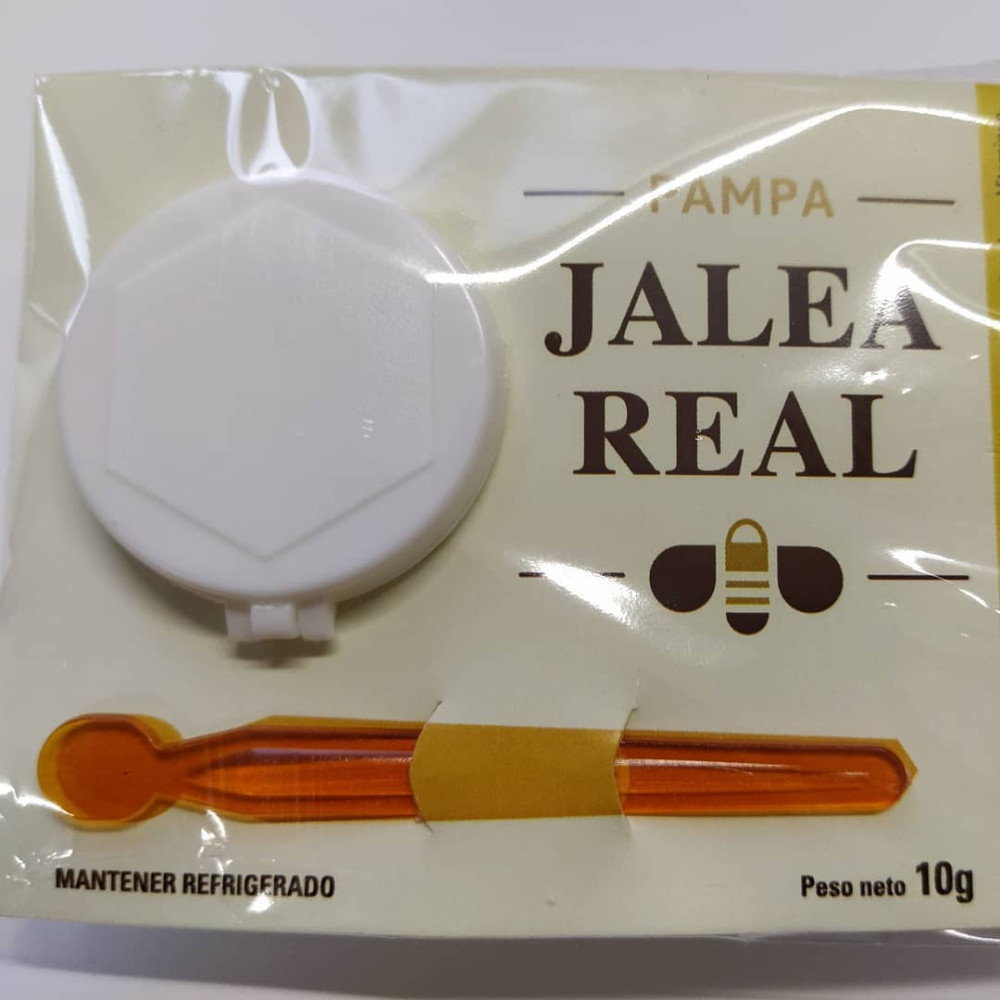 PAMPA
JALEA
REAL
MANTENER REFRIGERADO
Peso neto 10g